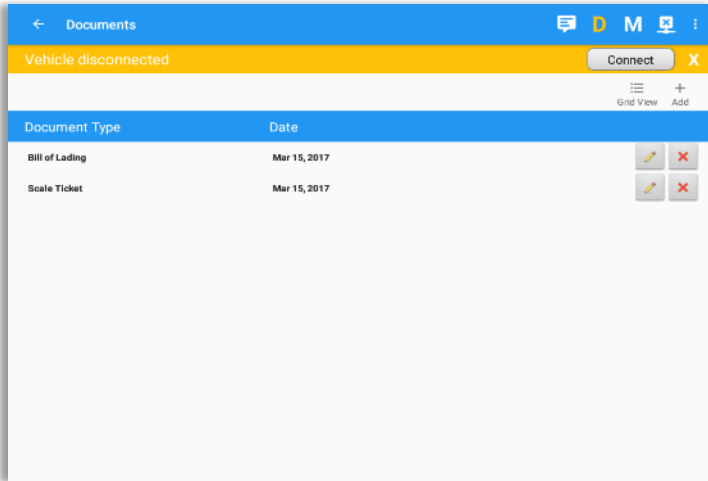 Documents D M
Vehicle disconnected Connect X
Grid View Add
Document Type Date
Bill of Lading Mar 15, 2017
Scale Ticket Mar 15, 2017